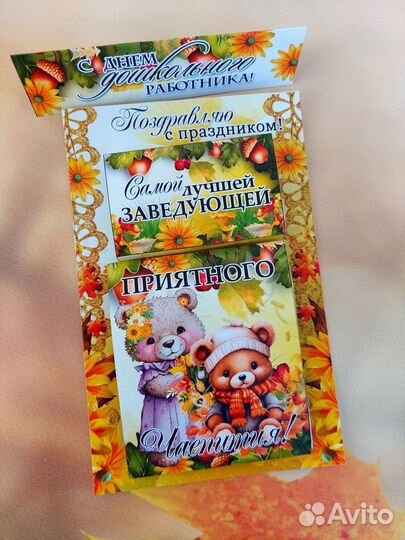 С ДНЕМ
дошкольного
РАБОТНИКА!
Поздравляю
с праздником!
Самой лучшей
ЗАВЕДУЮЩЕЙ
ПРИЯТНОГО
Чаепития!
Avito